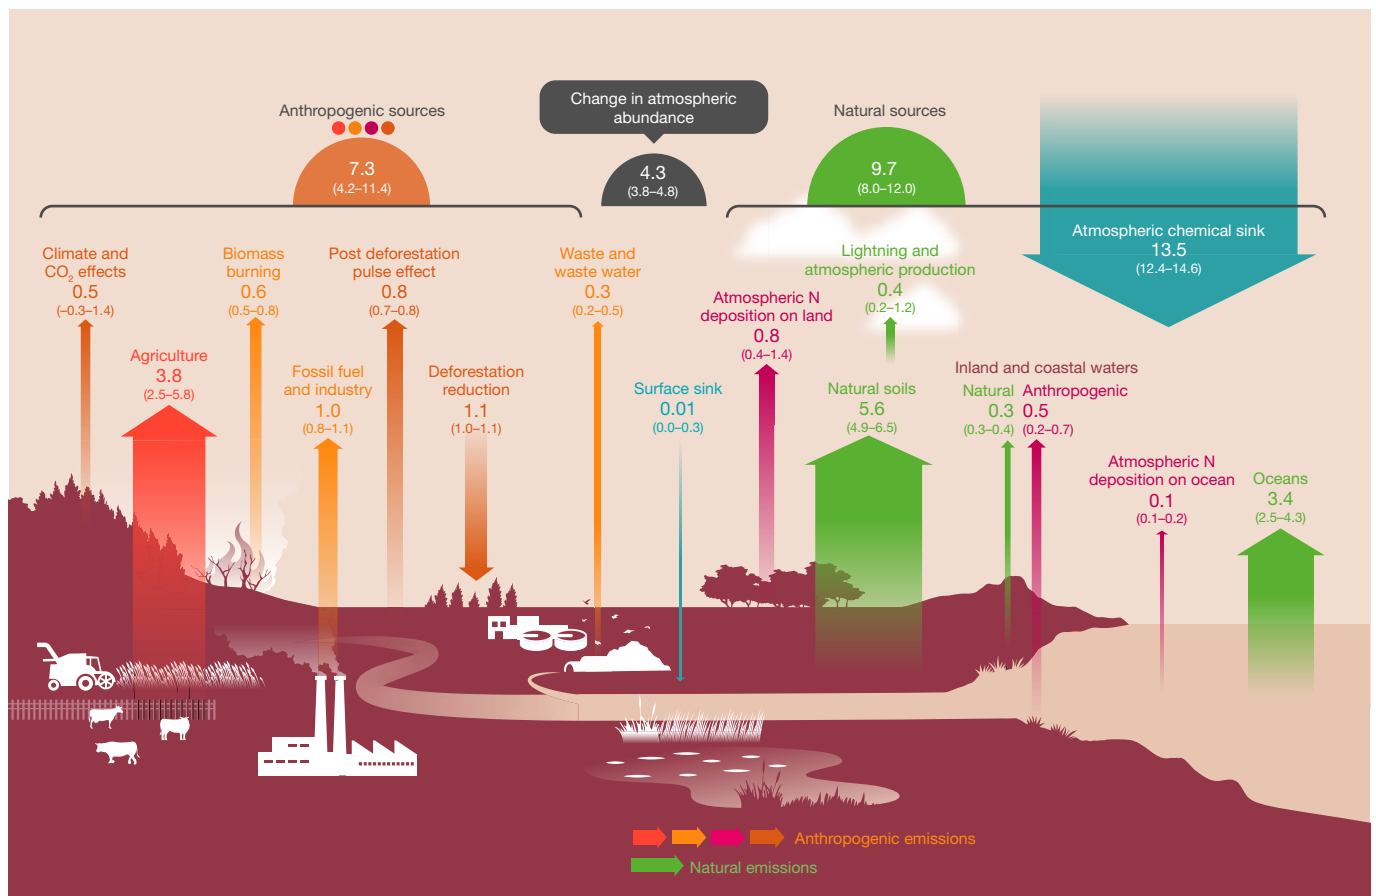 Change in atmospheric
abundance
4.3
(3.8–4.8)
Anthropogenic sources
7.3
(4.2–11.4)
Natural sources
9.7
(8.0–12.0)
Atmospheric chemical sink
13.5
(12.4–14.6)
Climate and
CO₂ effects
0.5
(−0.3–1.4)
Agriculture
3.8
(2.5–5.8)
Biomass
burning
0.6
(0.5–0.8)
Fossil fuel
and industry
1.0
(0.8–1.1)
Post deforestation
pulse effect
0.8
(0.7–0.8)
Deforestation
reduction
1.1
(1.0–1.1)
Waste and
waste water
0.3
(0.2–0.5)
Surface sink
0.01
(0.0–0.3)
Atmospheric N
deposition on land
0.8
(0.4–1.4)
Lightning and
atmospheric production
0.4
(0.2–1.2)
Natural soils
5.6
(4.9–6.5)
Inland and coastal waters
Natural
0.3
(0.3–0.4)
Anthropogenic
0.5
(0.2–0.7)
Atmospheric N
deposition on ocean
0.1
(0.1–0.2)
Oceans
3.4
(2.5–4.3)
Anthropogenic emissions
Natural emissions